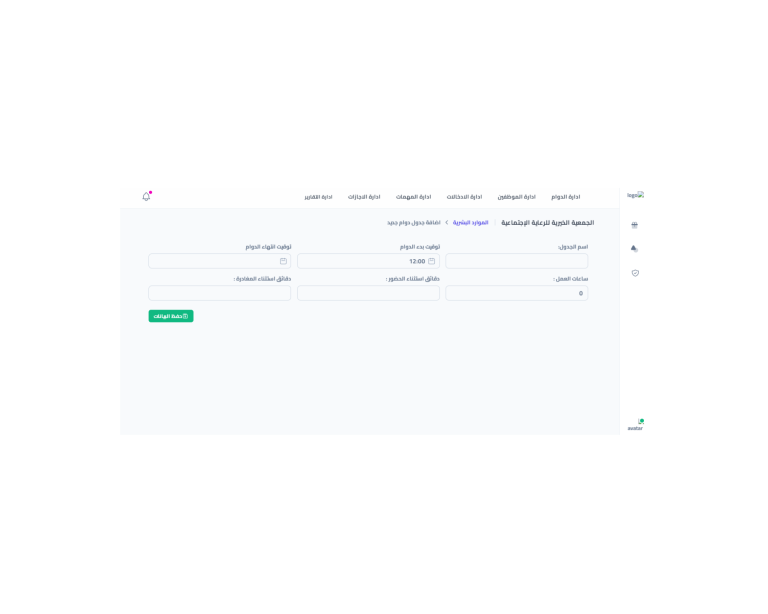 logo
ادارة الدوام
ادارة الموظفين
ادارة الادخالات
ادارة المهمات
ادارة الاجازات
ادارة التقارير
الجمعية الخيرية للرعاية الإجتماعية | الموارد البشرية > اضافة جدول دوام جديد
اسم الجدول:
توقيت بدء الدوام
توقيت انتهاء الدوام
12:00
ساعات العمل :
دقائق استثناء الحضور :
دقائق استثناء المغادرة :
0
حفظ البيانات
avatar